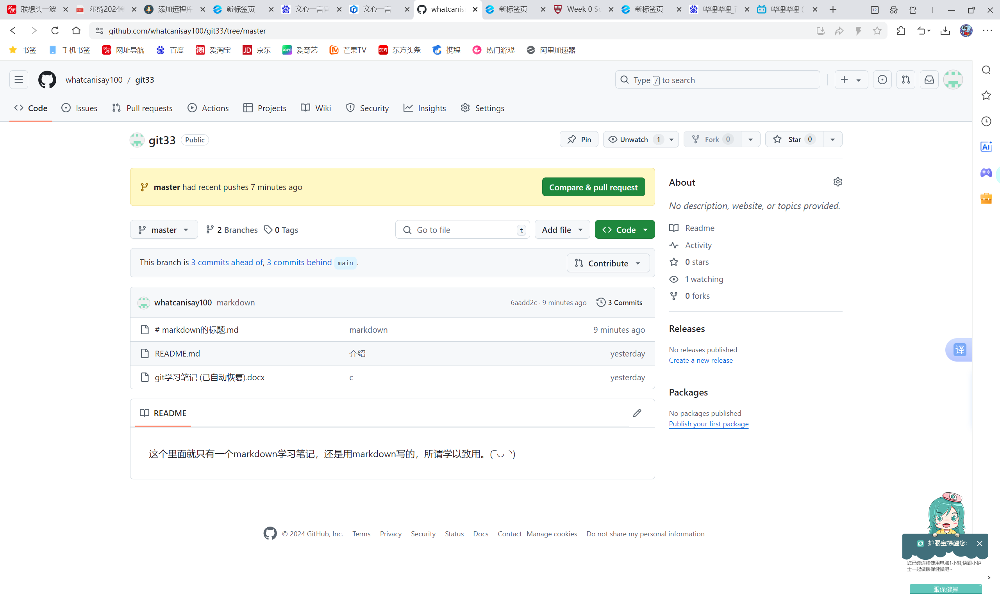 联想头一波
尔绮2024新
添加远程库
新标签页
文心一言官
文心一言
whatcanis
新标签页
Week 0 Sc
新标签页
哔哩哔哩_百
哔哩哔哩 (
12
github.com/whatcanisay100/git33/tree/master
书签
手机书签
网址导航
百度
爱淘宝
京东
爱奇艺
芒果TV
东方头条
携程
热门游戏
阿里加速器
whatcanisay100 / git33
Type / to search
Code
Issues
Pull requests
Actions
Projects
Wiki
Security
Insights
Settings
git33 Public
Pin
Unwatch 1
Fork 0
Star 0
master had recent pushes 7 minutes ago
Compare & pull request
master
2 Branches
0 Tags
Go to file
t
Add file
Code
This branch is 3 commits ahead of, 3 commits behind main .
Contribute
whatcanisay100 markdown
6aadd2c · 9 minutes ago
3 Commits
# markdown的标题.md
markdown
9 minutes ago
README.md
介绍
yesterday
git学习笔记 (已自动恢复).docx
c
yesterday
README
这个里面就只有一个markdown学习笔记，还是用markdown写的，所谓学以致用。(‾◡◝)
About
No description, website, or topics provided.
Readme
Activity
0 stars
1 watching
0 forks
Releases
No releases published
Create a new release
Packages
No packages published
Publish your first package
Ai
译
© 2024 GitHub, Inc.
Terms
Privacy
Security
Status
Docs
Contact
Manage cookies
Do not share my personal information
护眼宝提醒您:
您已经连续使用电脑1小时,快跟小护
士一起做眼保健操吧~
眼保健操